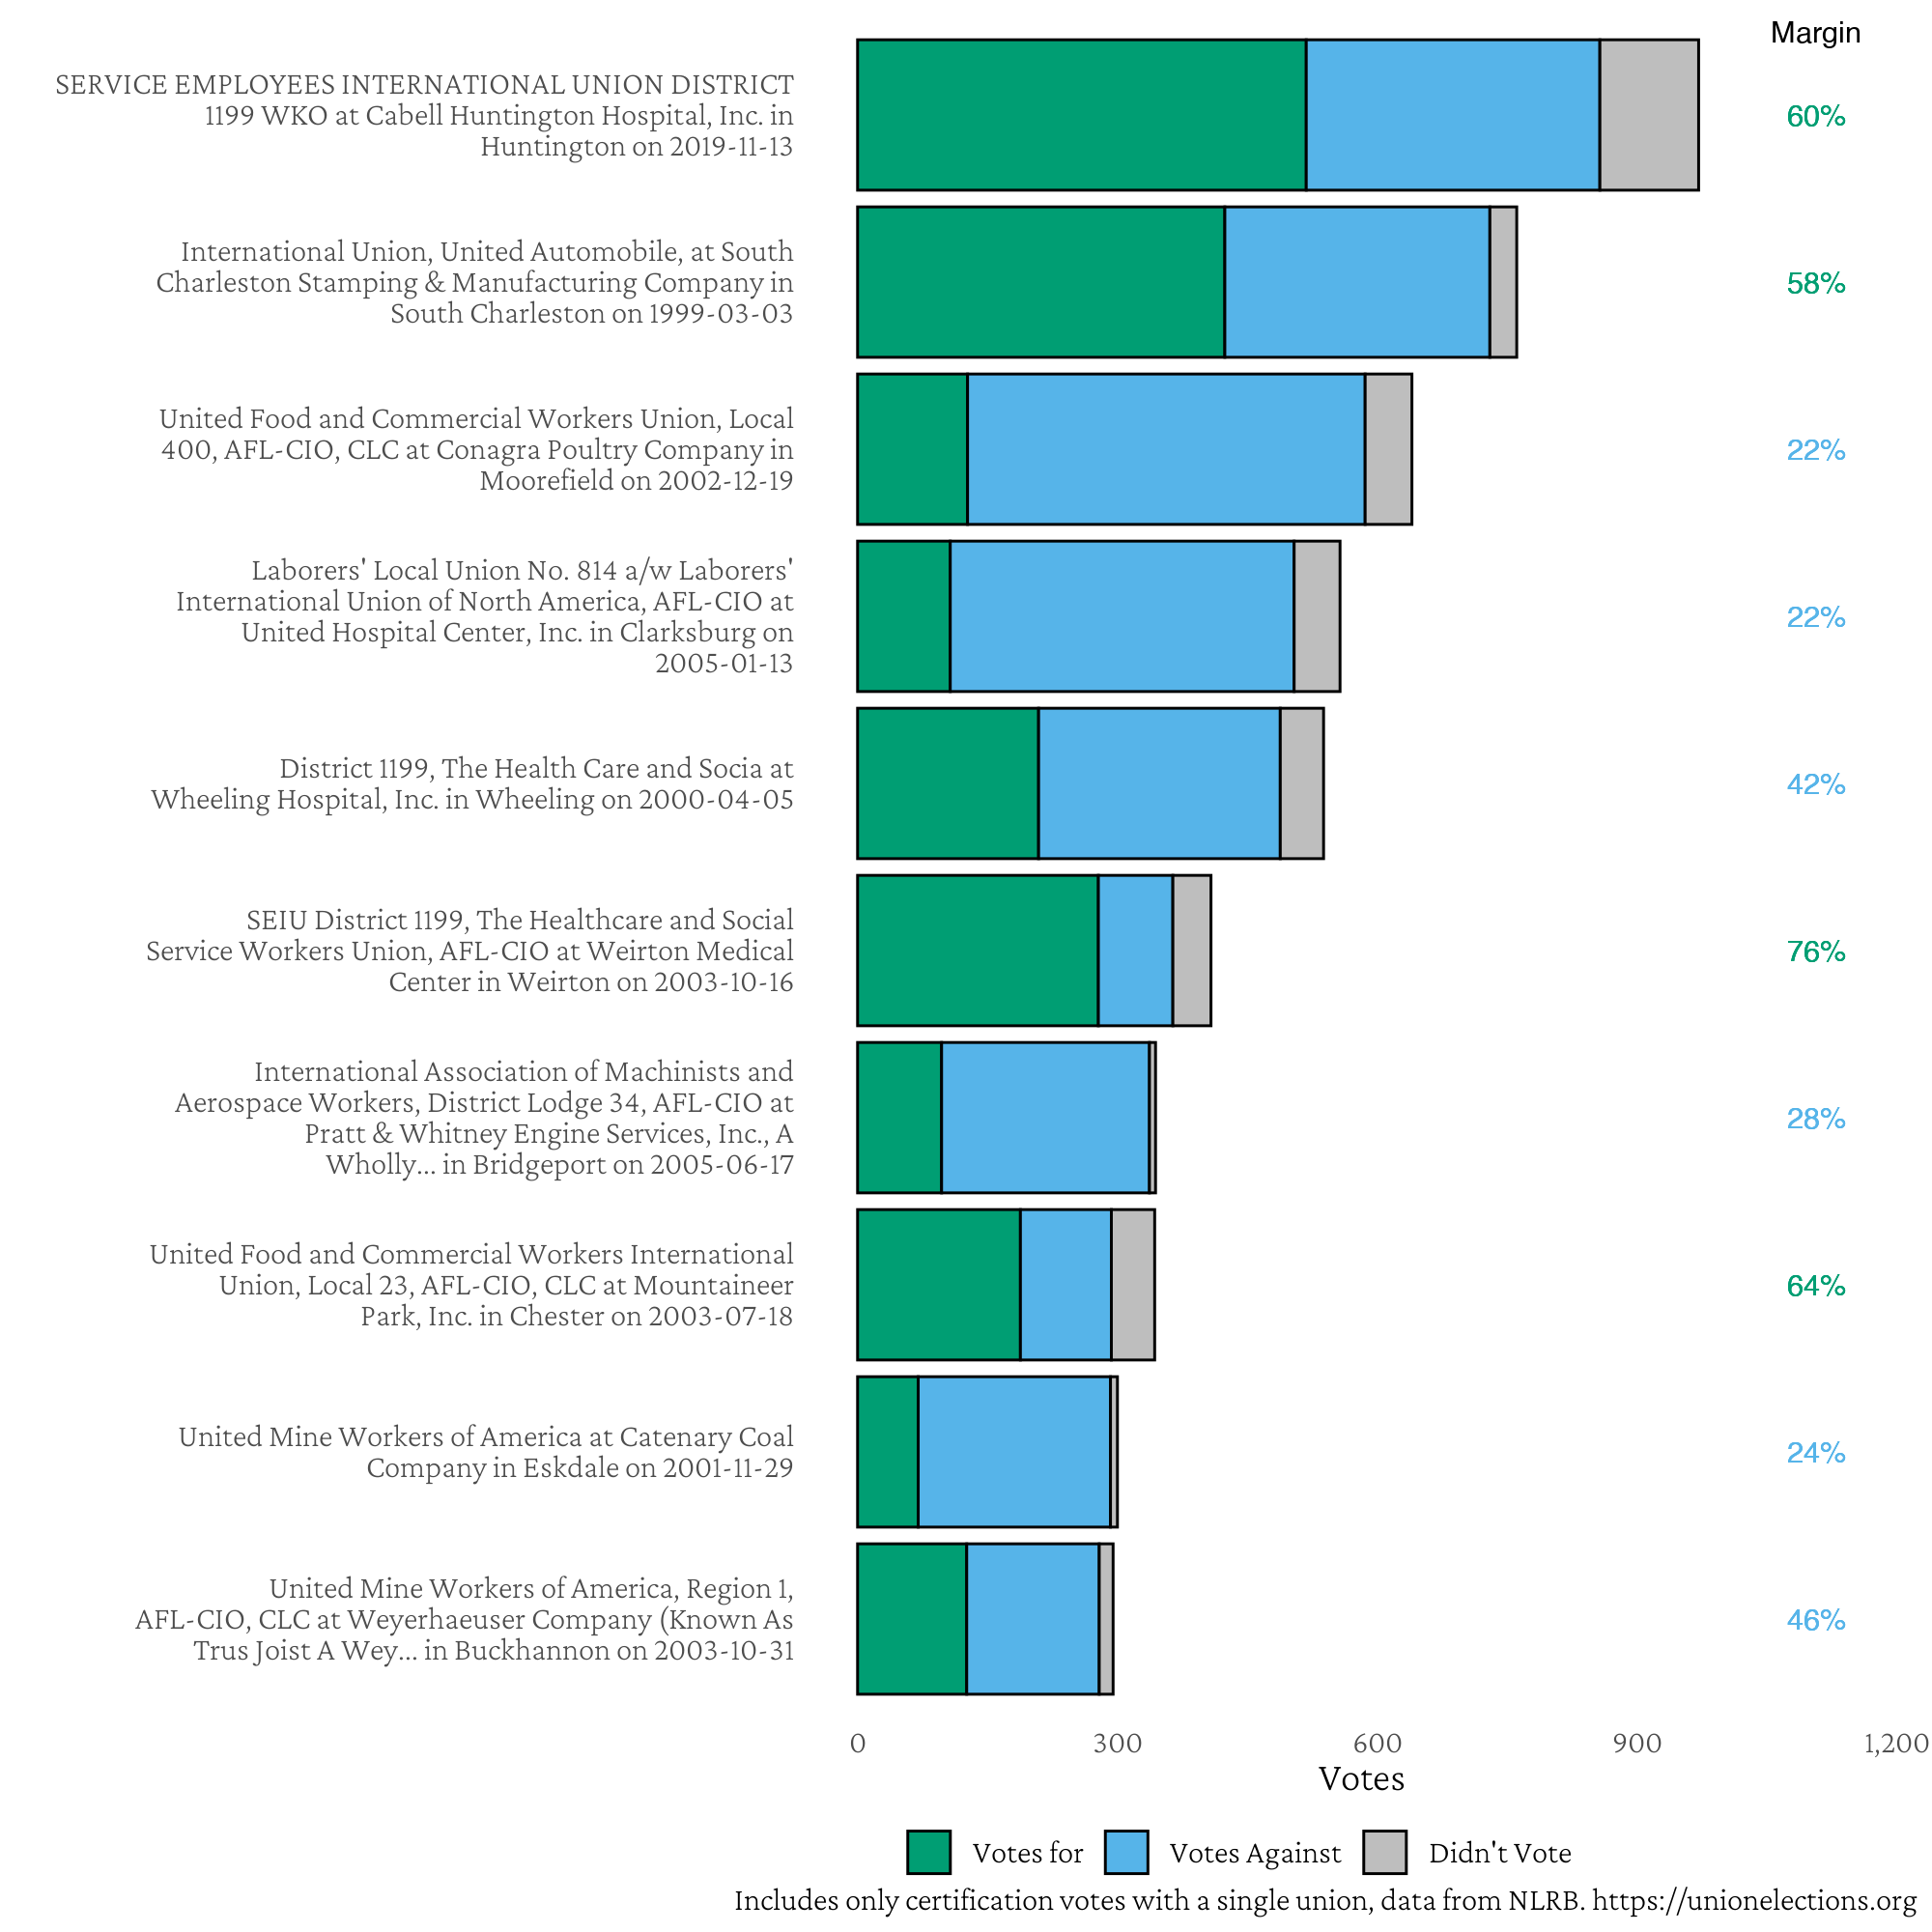 Margin
SERVICE EMPLOYEES INTERNATIONAL UNION DISTRICT
1199 WKO at Cabell Huntington Hospital, Inc. in
Huntington on 2019-11-13
60%
International Union, United Automobile, at South
Charleston Stamping & Manufacturing Company in
South Charleston on 1999-03-03
58%
United Food and Commercial Workers Union, Local
400, AFL-CIO, CLC at Conagra Poultry Company in
Moorefield on 2002-12-19
22%
Laborers' Local Union No. 814 a/w Laborers'
International Union of North America, AFL-CIO at
United Hospital Center, Inc. in Clarksburg on
2005-01-13
22%
District 1199, The Health Care and Socia at
Wheeling Hospital, Inc. in Wheeling on 2000-04-05
42%
SEIU District 1199, The Healthcare and Social
Service Workers Union, AFL-CIO at Weirton Medical
Center in Weirton on 2003-10-16
76%
International Association of Machinists and
Aerospace Workers, District Lodge 34, AFL-CIO at
Pratt & Whitney Engine Services, Inc., A
Wholly... in Bridgeport on 2005-06-17
28%
United Food and Commercial Workers International
Union, Local 23, AFL-CIO, CLC at Mountaineer
Park, Inc. in Chester on 2003-07-18
64%
United Mine Workers of America at Catenary Coal
Company in Eskdale on 2001-11-29
24%
United Mine Workers of America, Region 1,
AFL-CIO, CLC at Weyerhaeuser Company (Known As
Trus Joist A Wey... in Buckhannon on 2003-10-31
46%
0 300 600 900 1,200
Votes
Votes for Votes Against Didn't Vote
Includes only certification votes with a single union, data from NLRB. https://unionelections.org